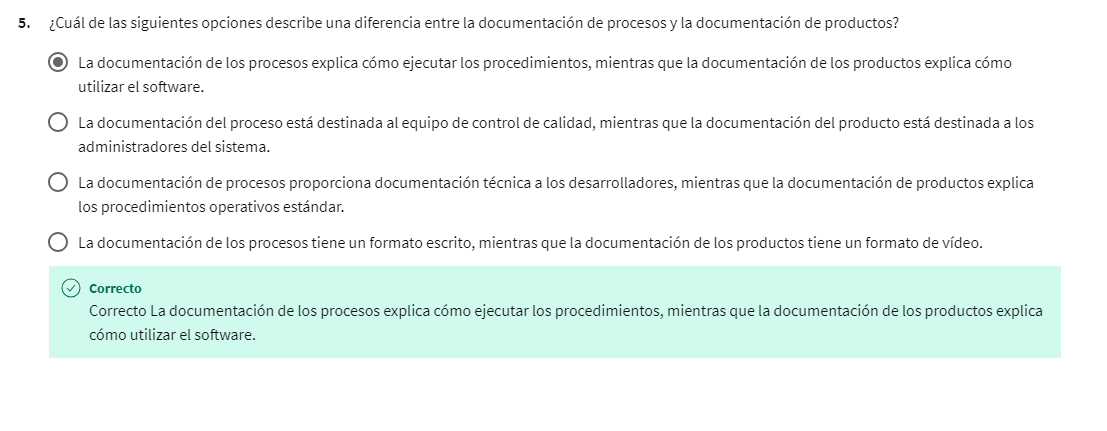 5. ¿Cuál de las siguientes opciones describe una diferencia entre la documentación de procesos y la documentación de productos?
La documentación de los procesos explica cómo ejecutar los procedimientos, mientras que la documentación de los productos explica cómo
utilizar el software.
La documentación del proceso está destinada al equipo de control de calidad, mientras que la documentación del producto está destinada a los
administradores del sistema.
La documentación de procesos proporciona documentación técnica a los desarrolladores, mientras que la documentación de productos explica
los procedimientos operativos estándar.
La documentación de los procesos tiene un formato escrito, mientras que la documentación de los productos tiene un formato de vídeo.
Correcto
Correcto La documentación de los procesos explica cómo ejecutar los procedimientos, mientras que la documentación de los productos explica
cómo utilizar el software.